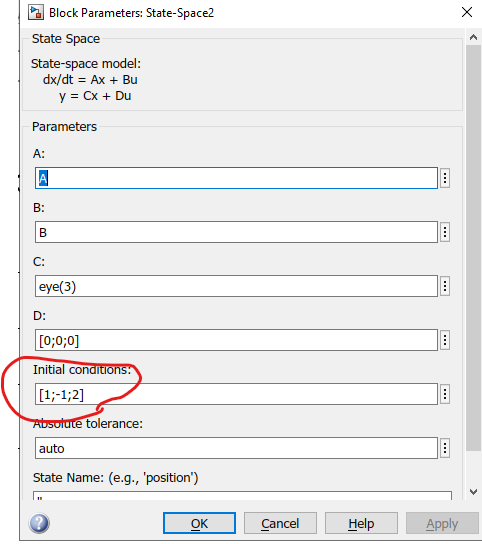 Block Parameters: State-Space2
State Space
State-space model:
dx/dt = Ax + Bu
y = Cx + Du
Parameters
A:
A
B:
B
C:
eye(3)
D:
[0;0;0]
Initial conditions:
[1;-1;2]
Absolute tolerance:
auto
State Name: (e.g., 'position')
''
OK Cancel Help Apply